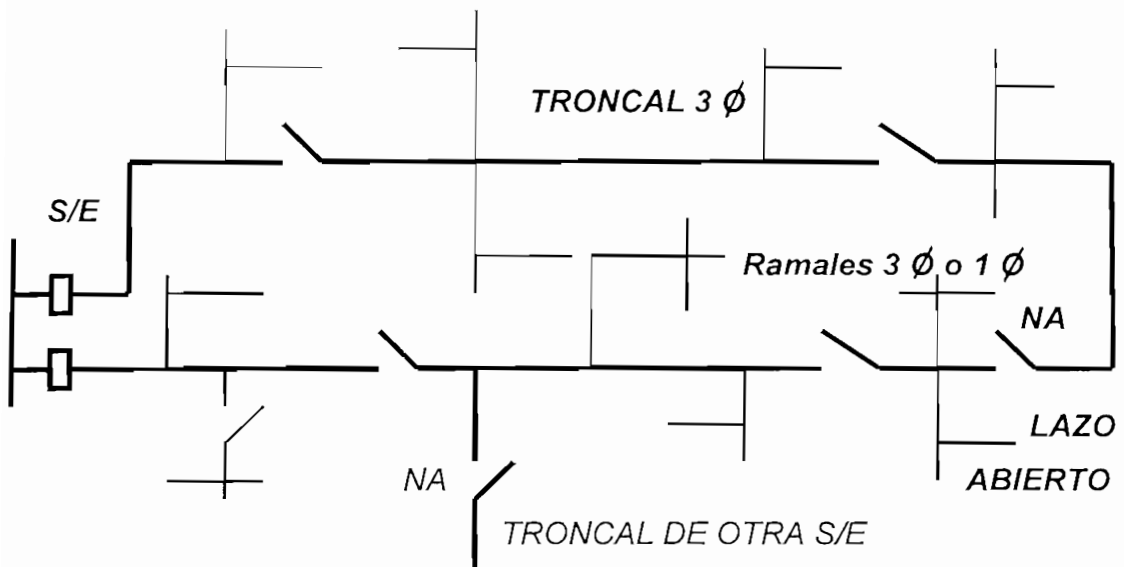 TRONCAL 3 Ø
S/E
Ramales 3 Ø o 1 Ø
NA
LAZO
ABIERTO
NA
TRONCAL DE OTRA S/E